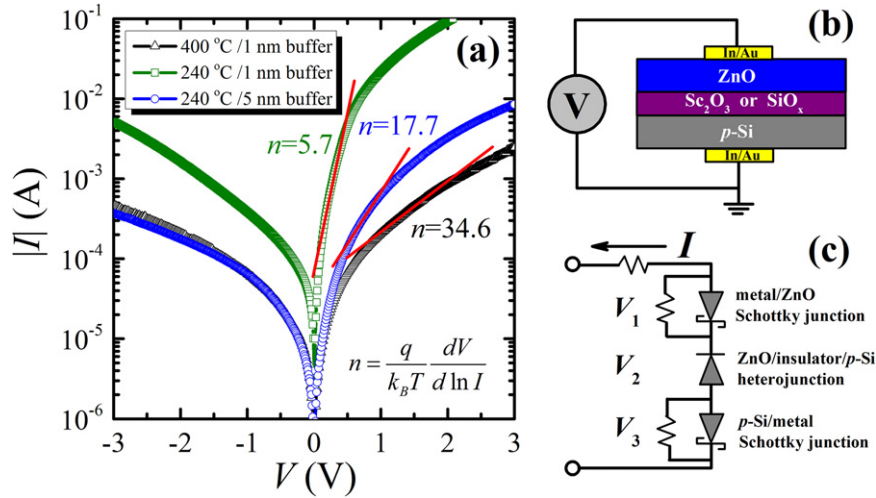 (a)
400 °C /1 nm buffer
240 °C /1 nm buffer
240 °C /5 nm buffer
n=5.7
n=17.7
n=34.6
n = q/(k_B T) dV/(d ln I)
|I| (A)
10^-1
10^-2
10^-3
10^-4
10^-5
10^-6
-3 -2 -1 0 1 2 3
V (V)
(b)
In/Au
ZnO
Sc₂O₃ or SiOₓ
p-Si
In/Au
V
(c)
I
V₁
metal/ZnO
Schottky junction
V₂
ZnO/insulator/p-Si
heterojunction
V₃
p-Si/metal
Schottky junction